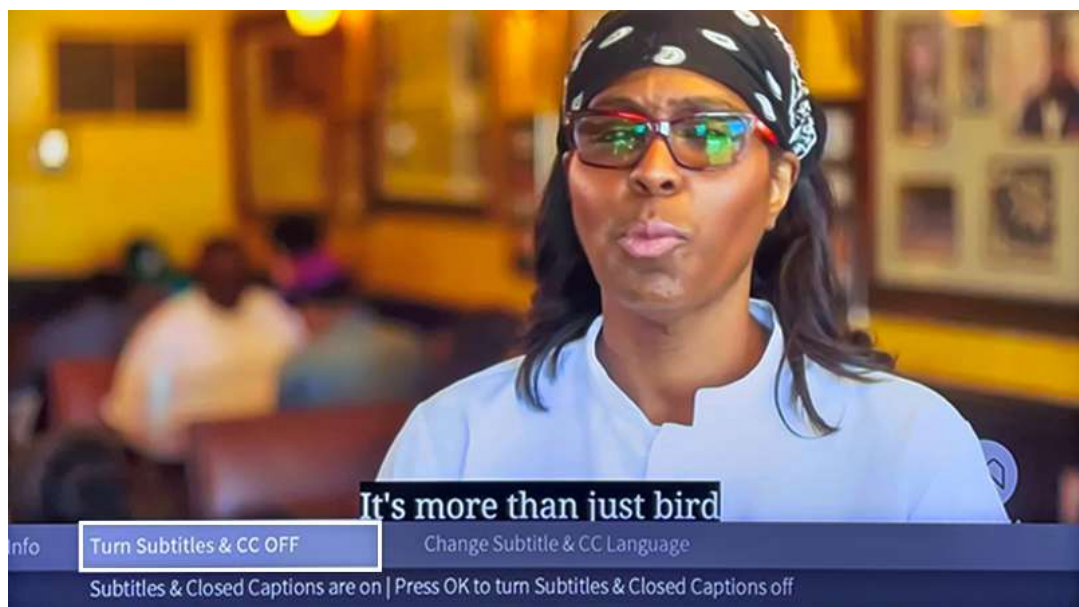 It's more than just bird
Info
Turn Subtitles & CC OFF
Change Subtitle & CC Language
Subtitles & Closed Captions are on | Press OK to turn Subtitles & Closed Captions off